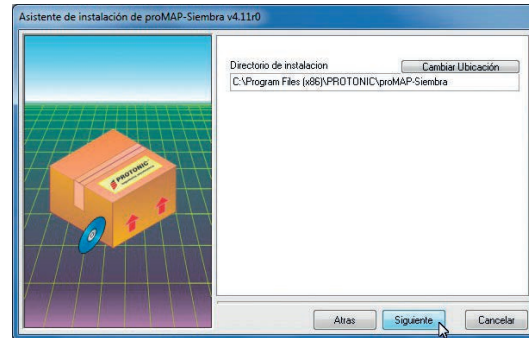 Asistente de instalación de proMAP-Siembra v4.11r0
Directorio de instalacion
Cambiar Ubicación
C:\Program Files (x86)\PROTONIC\proMAP-Siembra
PROTONIC
Atras
Siguiente
Cancelar